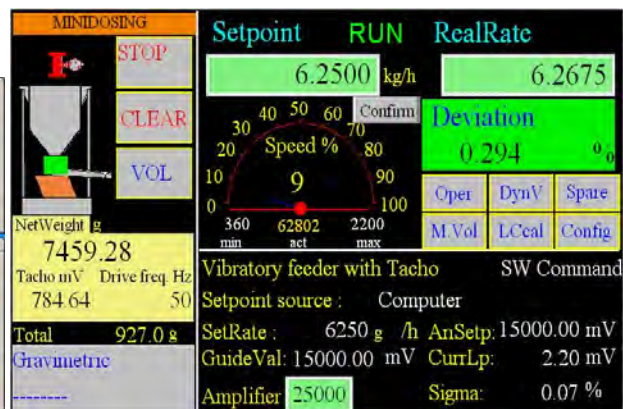 MINIDOSING
STOP
CLEAR
VOL
NetWeight g
7459.28
Tacho mV Drive freq. Hz
784.64 50
Total 927.0 g
Gravimetric
--------
Setpoint RUN RealRate
6.2500 kg/h 6.2675
Confirm
0 10 20 30 40 50 60 70 80 90 100
Speed %
9
360 62802 2200
min act max
Deviation
0.294 %
Oper DynV Spare
M.Vol LCcal Config
Vibratory feeder with Tacho SW Command
Setpoint source : Computer
SetRate : 6250 g /h AnSetp: 15000.00 mV
GuideVal: 15000.00 mV CurrLp: 2.20 mV
Amplifier 25000 Sigma: 0.07 %